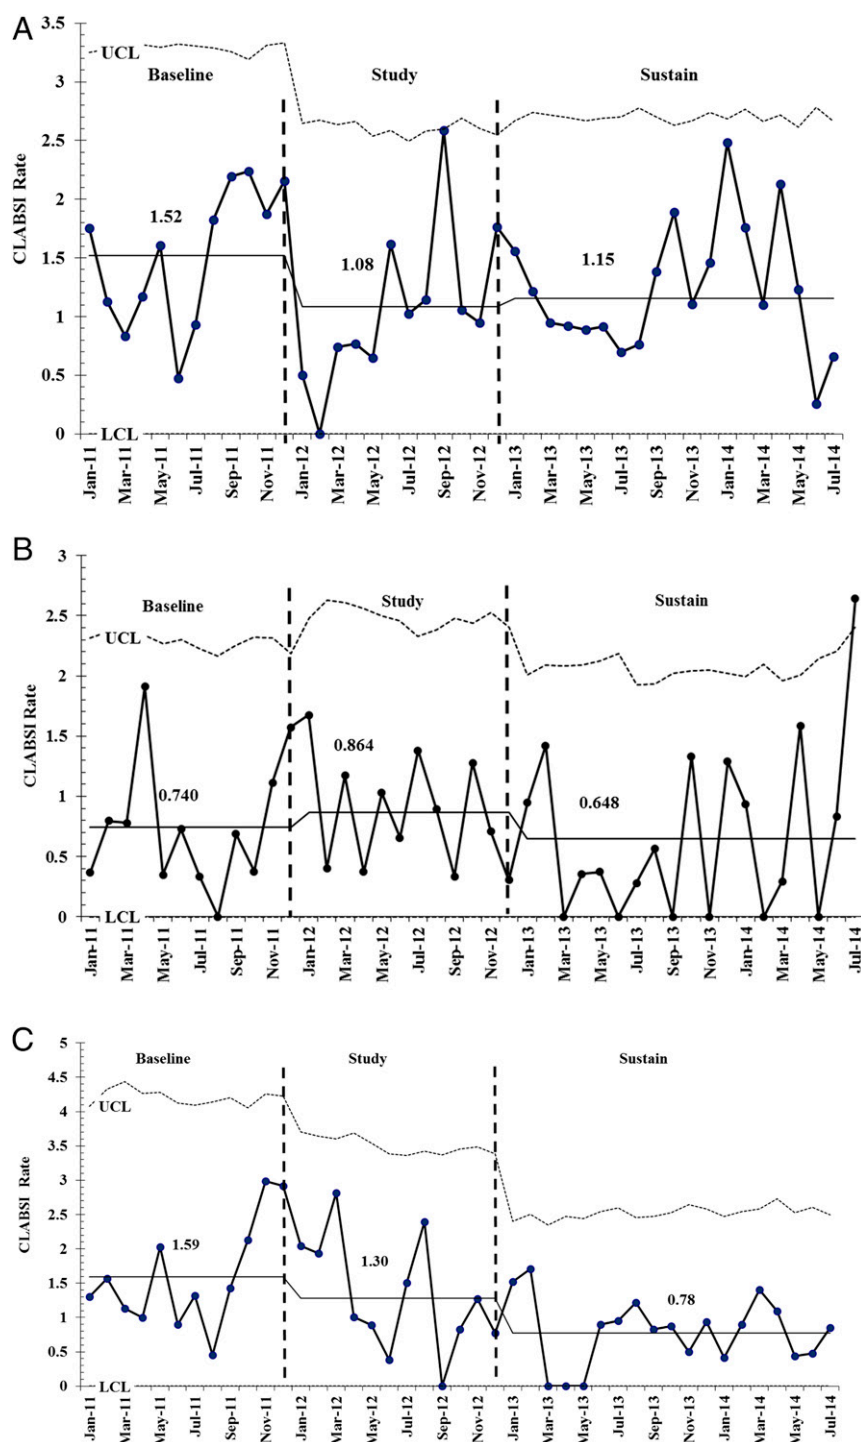 A
3.5
3
2.5
2
1.5
1
0.5
0
CLABSI Rate
UCL
Baseline
Study
Sustain
1.52
1.08
1.15
LCL
Jan-11
Mar-11
May-11
Jul-11
Sep-11
Nov-11
Jan-12
Mar-12
May-12
Jul-12
Sep-12
Nov-12
Jan-13
Mar-13
May-13
Jul-13
Sep-13
Nov-13
Jan-14
Mar-14
May-14
Jul-14
B
3
2.5
2
1.5
1
0.5
0
CLABSI Rate
UCL
Baseline
Study
Sustain
0.740
0.864
0.648
LCL
Jan-11
Mar-11
May-11
Jul-11
Sep-11
Nov-11
Jan-12
Mar-12
May-12
Jul-12
Sep-12
Nov-12
Jan-13
Mar-13
May-13
Jul-13
Sep-13
Nov-13
Jan-14
Mar-14
May-14
Jul-14
C
5
4.5
4
3.5
3
2.5
2
1.5
1
0.5
0
CLABSI Rate
Baseline
Study
Sustain
UCL
1.59
1.30
0.78
LCL
Jan-11
Mar-11
May-11
Jul-11
Sep-11
Nov-11
Jan-12
Mar-12
May-12
Jul-12
Sep-12
Nov-12
Jan-13
Mar-13
May-13
Jul-13
Sep-13
Nov-13
Jan-14
Mar-14
May-14
Jul-14